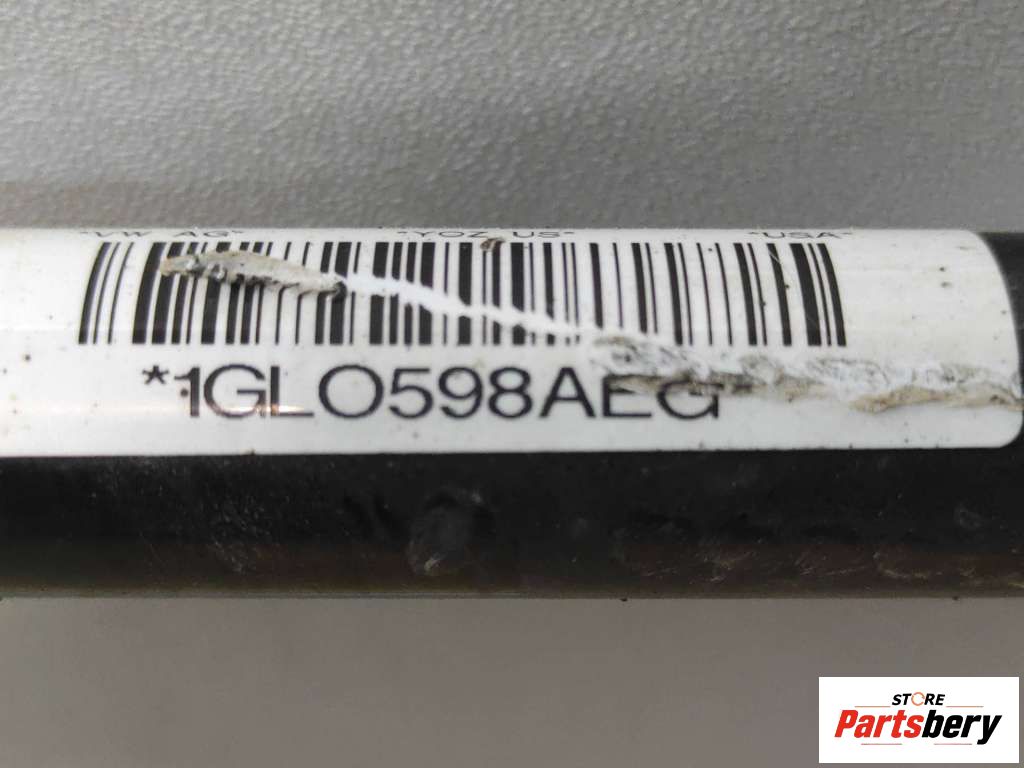 *VW AG* *YOZ US* *USA*
*1GL0598AEG
STORE
Partsbery